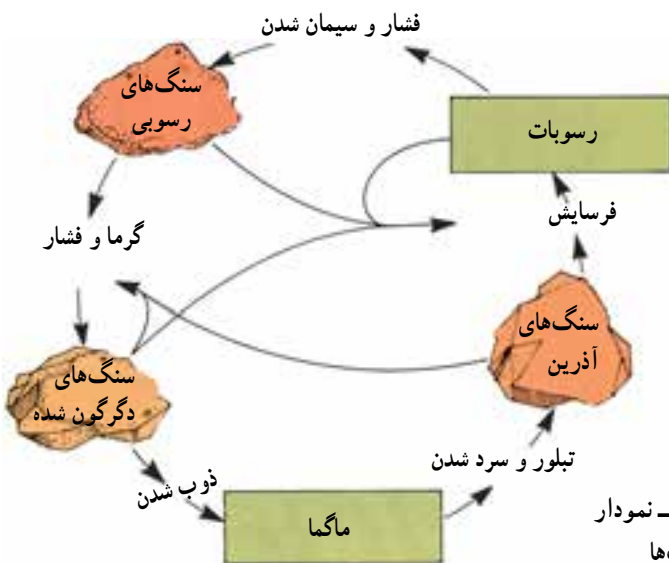 فشار و سیمان شدن
سنگ‌های
رسوبی
رسوبات
گرما و فشار
فرسایش
سنگ‌های
آذرین
سنگ‌های
دگرگون شده
ذوب شدن
ماگما
تبلور و سرد شدن
ـ نمودار